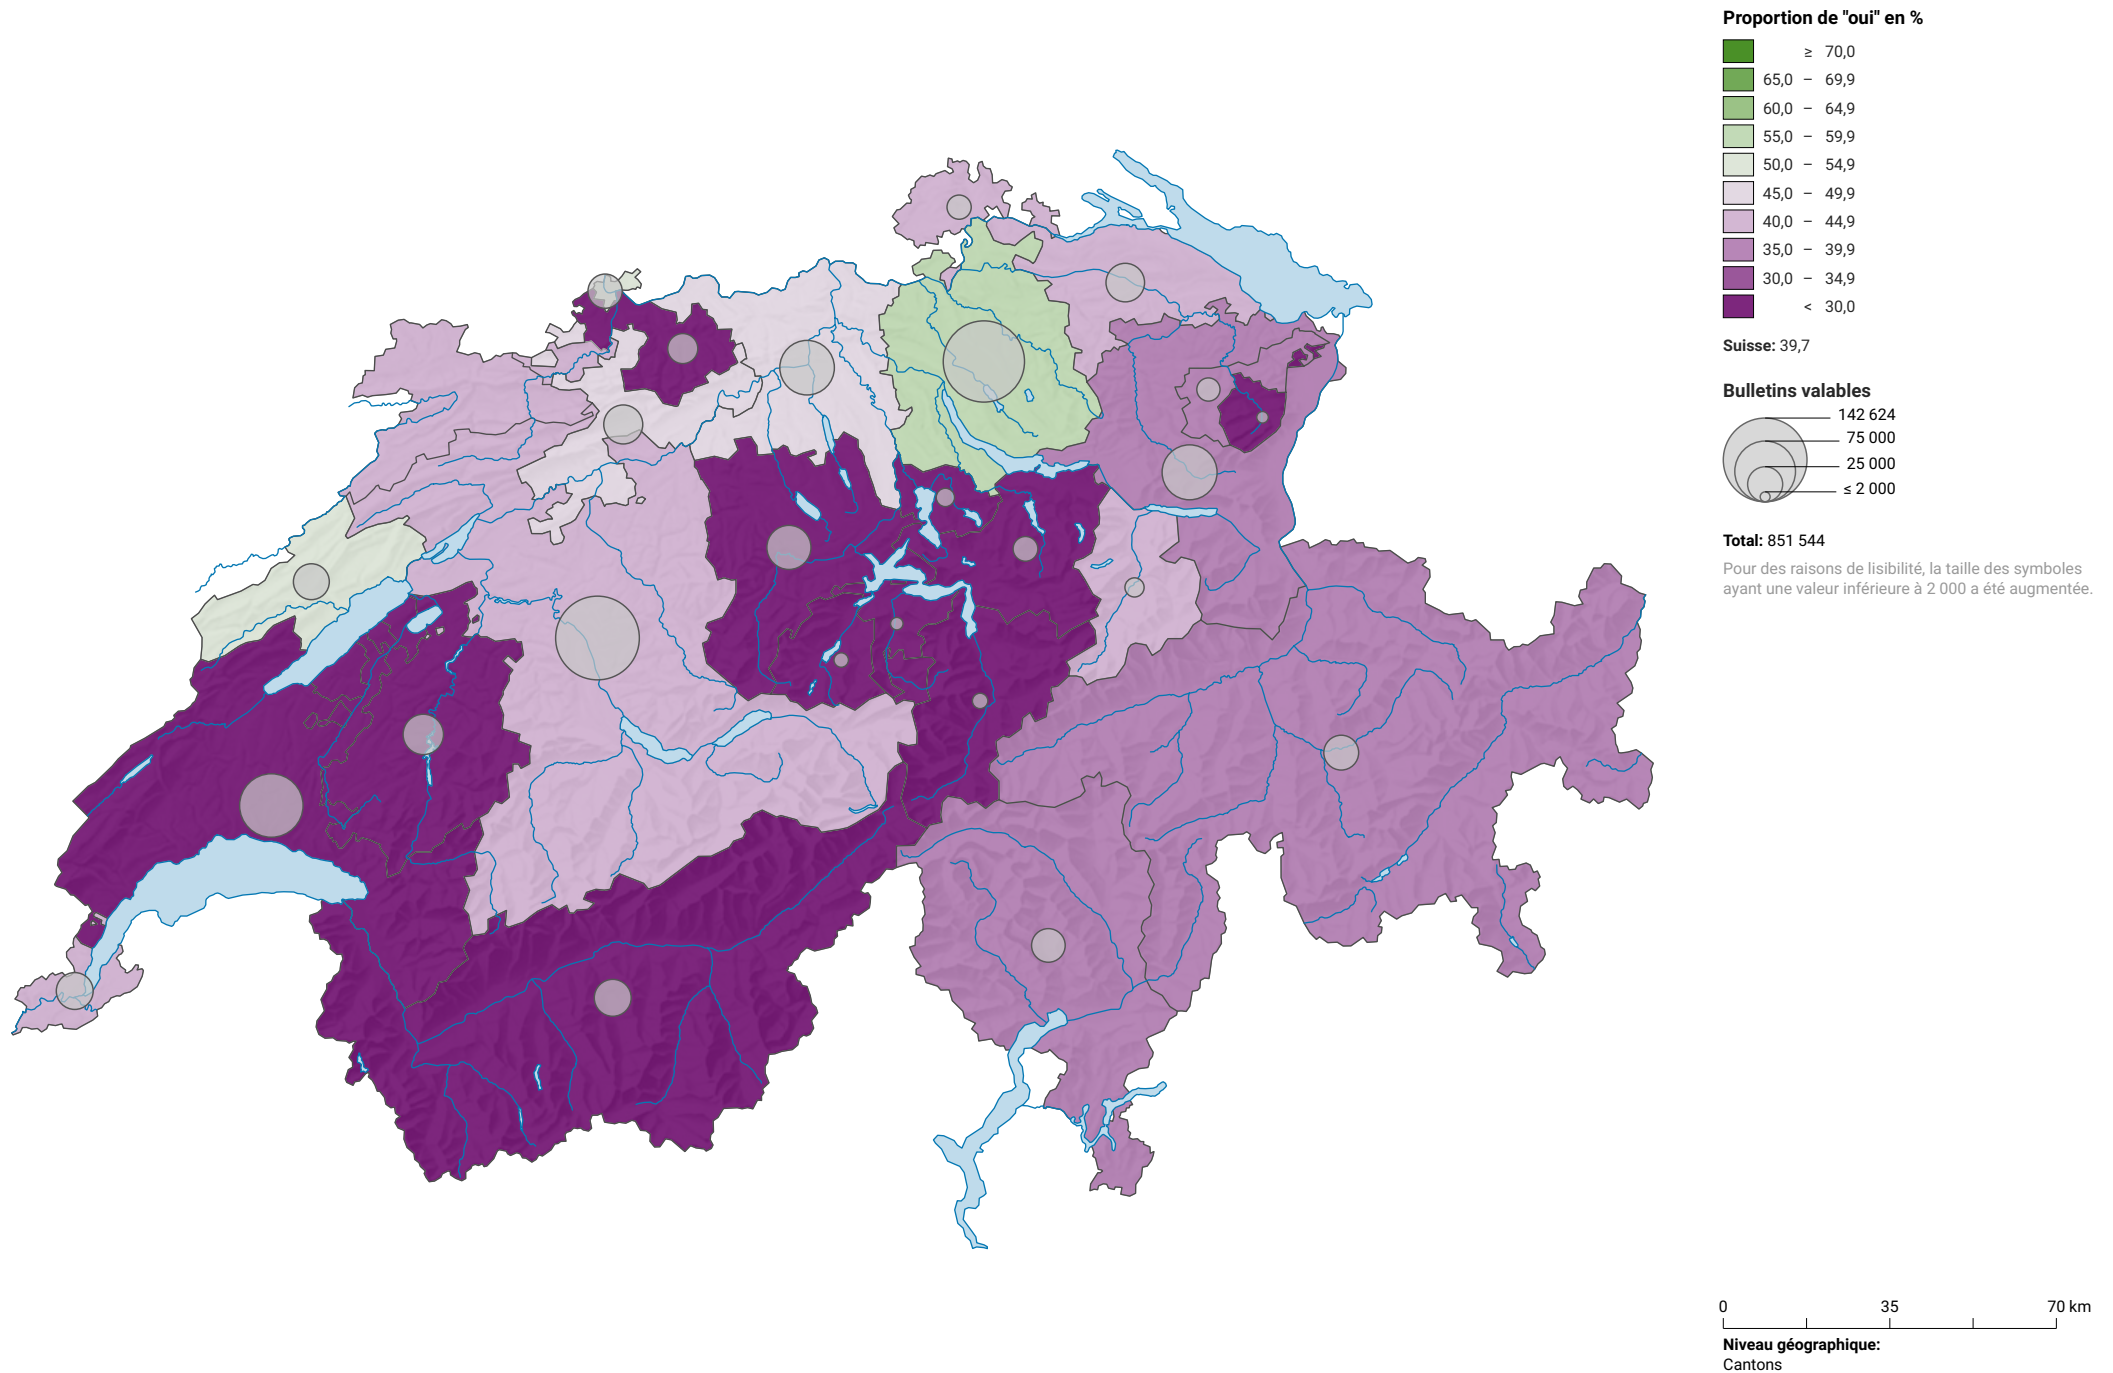 Proportion de "oui" en %
≥ 70,0
65,0 – 69,9
60,0 – 64,9
55,0 – 59,9
50,0 – 54,9
45,0 – 49,9
40,0 – 44,9
35,0 – 39,9
30,0 – 34,9
< 30,0
Suisse: 39,7
Bulletins valables
142 624
75 000
25 000
≤ 2 000
Total: 851 544
Pour des raisons de lisibilité, la taille des symboles
ayant une valeur inférieure à 2 000 a été augmentée.
0 35 70 km
Niveau géographique:
Cantons